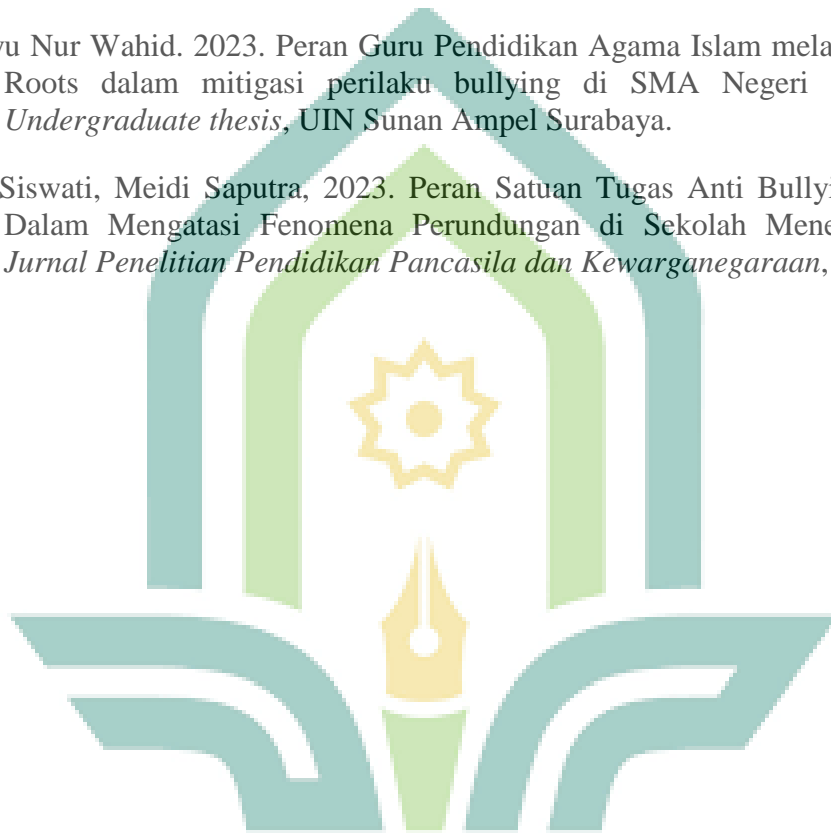 yu Nur Wahid. 2023. Peran Guru Pendidikan Agama Islam mela
Roots dalam mitigasi perilaku bullying di SMA Negeri
Undergraduate thesis, UIN Sunan Ampel Surabaya.
Siswati, Meidi Saputra, 2023. Peran Satuan Tugas Anti Bullyi
Dalam Mengatasi Fenomena Perundungan di Sekolah Mene
Jurnal Penelitian Pendidikan Pancasila dan Kewarganegaraan,